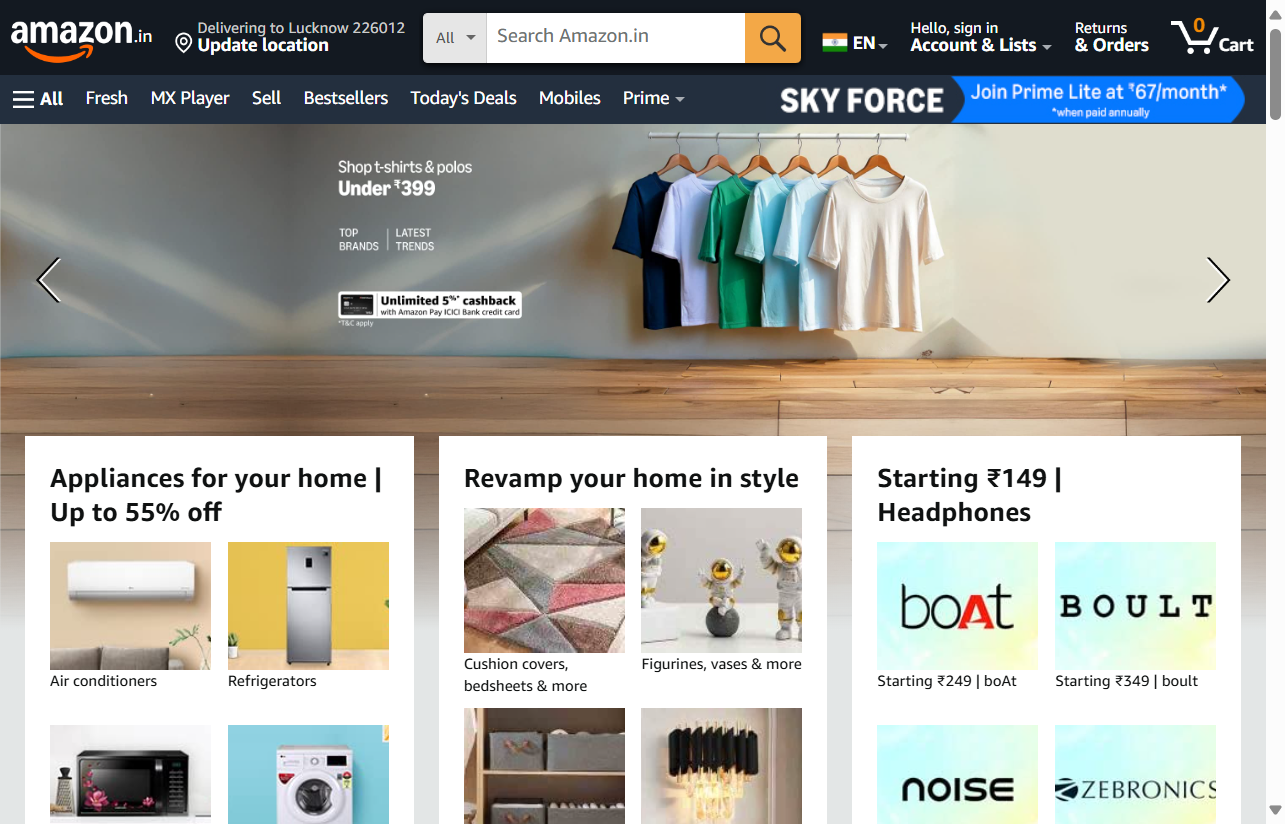 amazon.in
Delivering to Lucknow 226012
Update location
All
Search Amazon.in
EN
Hello, sign in
Account & Lists
Returns
& Orders
0
Cart
All
Fresh
MX Player
Sell
Bestsellers
Today's Deals
Mobiles
Prime
SKY FORCE
Join Prime Lite at ₹67/month*
*when paid annually
Shop t-shirts & polos
Under ₹399
TOP BRANDS
LATEST TRENDS
Unlimited 5%* cashback
with Amazon Pay ICICI Bank credit card
*T&C apply
Appliances for your home |
Up to 55% off
Air conditioners
Refrigerators
Revamp your home in style
Cushion covers,
bedsheets & more
Figurines, vases & more
Starting ₹149 |
Headphones
boAt
BOULT
Starting ₹249 | boAt
Starting ₹349 | boult
NOISE
ZEBRONICS